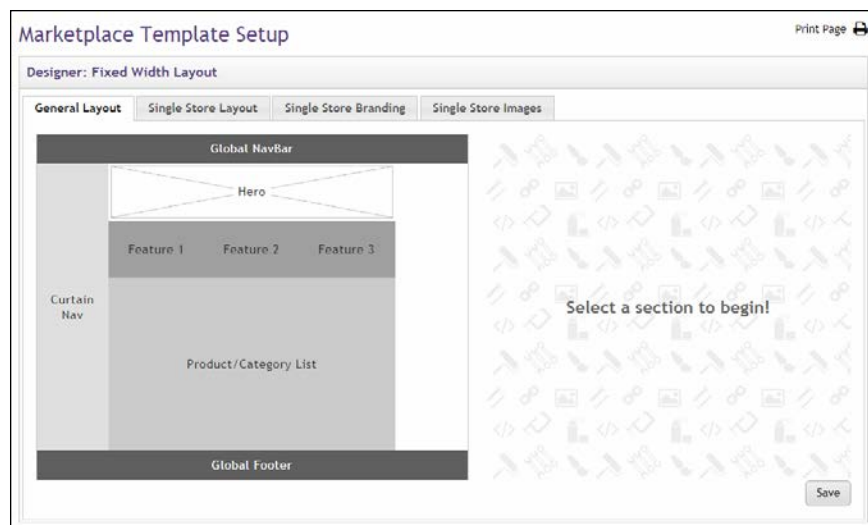 Marketplace Template Setup
Print Page
Designer: Fixed Width Layout
General Layout
Single Store Layout
Single Store Branding
Single Store Images
Global NavBar
Hero
Feature 1
Feature 2
Feature 3
Curtain
Nav
Product/Category List
Global Footer
Select a section to begin!
Save